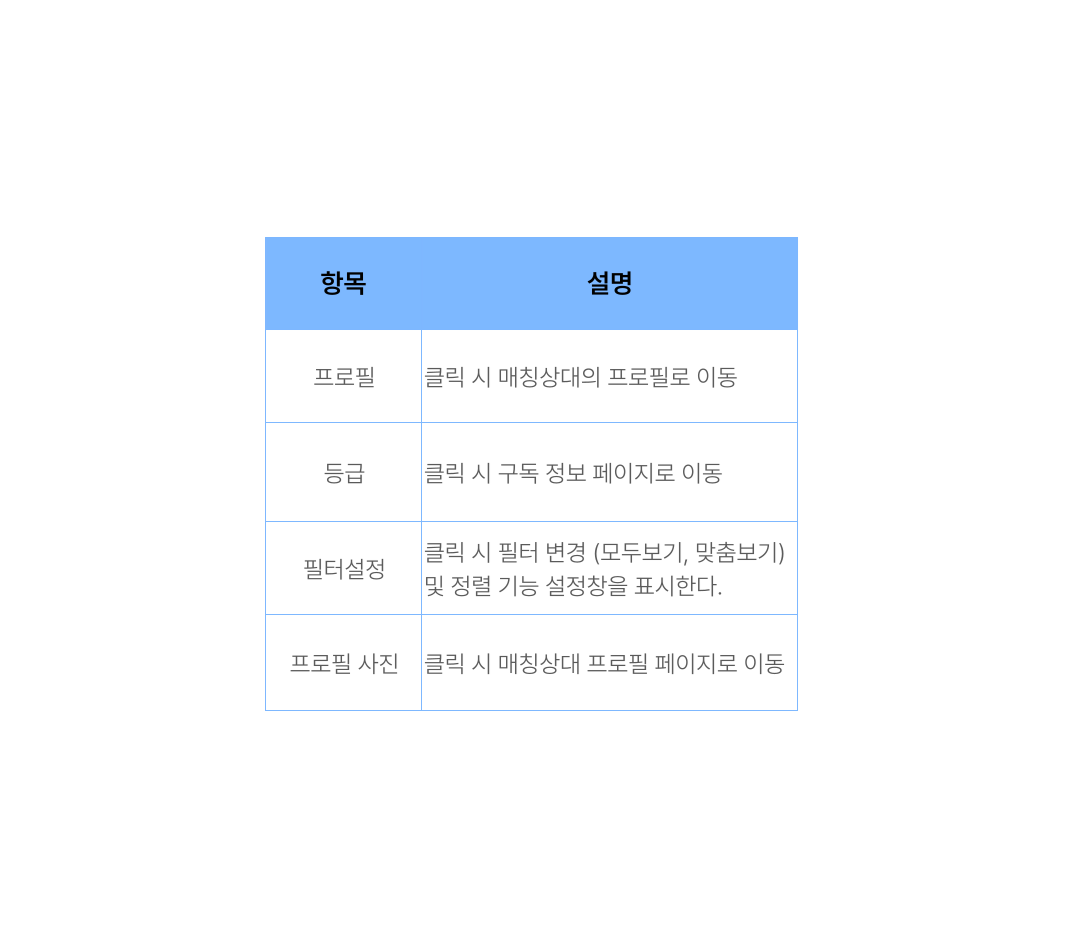 항목 설명
프로필 클릭 시 매칭상대의 프로필로 이동
등급 클릭 시 구독 정보 페이지로 이동
필터설정 클릭 시 필터 변경 (모두보기, 맞춤보기)
및 정렬 기능 설정창을 표시한다.
프로필 사진 클릭 시 매칭상대 프로필 페이지로 이동